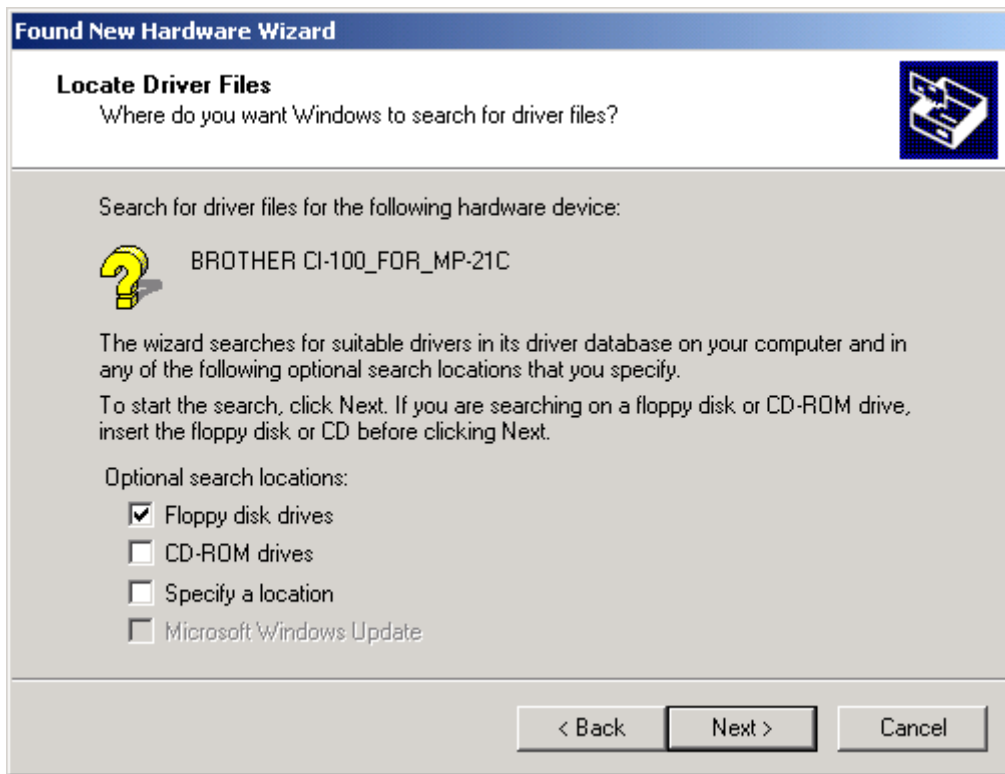 Found New Hardware Wizard
Locate Driver Files
Where do you want Windows to search for driver files?
Search for driver files for the following hardware device:
BROTHER CI-100_FOR_MP-21C
The wizard searches for suitable drivers in its driver database on your computer and in
any of the following optional search locations that you specify.
To start the search, click Next. If you are searching on a floppy disk or CD-ROM drive,
insert the floppy disk or CD before clicking Next.
Optional search locations:
Floppy disk drives
CD-ROM drives
Specify a location
Microsoft Windows Update
< Back Next > Cancel